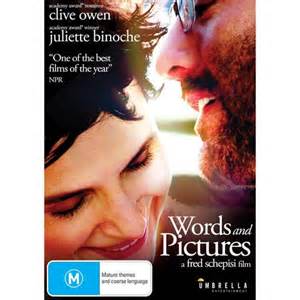 academy award® nominee
clive owen
academy award® winner
juliette binoche
"One of the best
films of the year"
NPR
Words and
Pictures
a fred schepisi film
M
Mature themes
and coarse language
UMBRELLA
ENTERTAINMENT